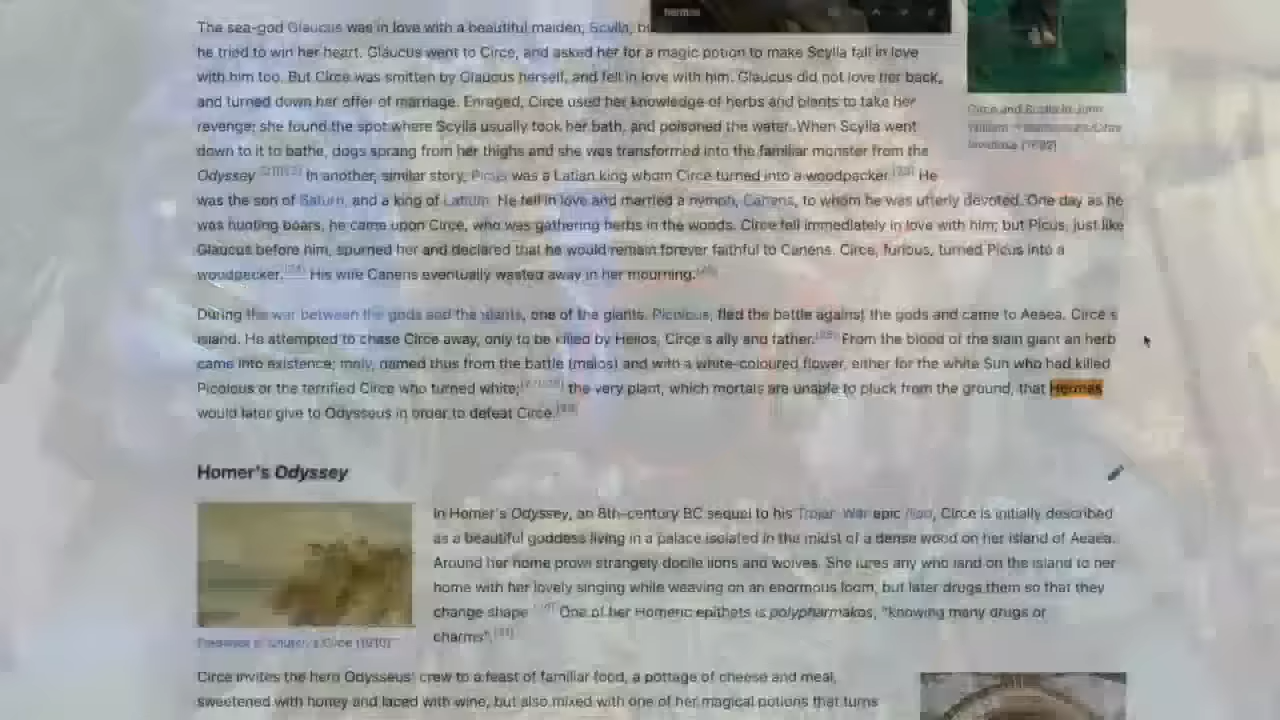 hermes
The sea-god Glaucus was in love with a beautiful maiden, Scylla, bu
he tried to win her heart. Glaucus went to Circe, and asked her for a magic potion to make Scylla fall in love
with him too. But Circe was smitten by Glaucus herself, and fell in love with him. Glaucus did not love her back,
and turned down her offer of marriage. Enraged, Circe used her knowledge of herbs and plants to take her
revenge; she found the spot where Scylla usually took her bath, and poisoned the water. When Scylla went
down to it to bathe, dogs sprang from her thighs and she was transformed into the familiar monster from the
Odyssey. In another, similar story, Picus was a Latian king whom Circe turned into a woodpecker. He
was the son of Saturn, and a king of Latium. He fell in love and married a nymph, Canens, to whom he was utterly devoted. One day as he
was hunting boars, he came upon Circe, who was gathering herbs in the woods. Circe fell immediately in love with him; but Picus, just like
Glaucus before him, spurned her and declared that he would remain forever faithful to Canens. Circe, furious, turned Picus into a
woodpecker. His wife Canens eventually wasted away in her mourning.
During the war between the gods and the giants, one of the giants, Picolous, fled the battle against the gods and came to Aeaea, Circe's
island. He attempted to chase Circe away, only to be killed by Helios, Circe's ally and father. From the blood of the slain giant an herb
came into existence; moly, named thus from the battle (malos) and with a white-coloured flower, either for the white Sun who had killed
Picolous or the terrified Circe who turned white; the very plant, which mortals are unable to pluck from the ground, that Hermes
would later give to Odysseus in order to defeat Circe.
Circe and Scylla in John
William Waterhouse's Circe
Invidiosa (1892)
Homer's Odyssey
In Homer's Odyssey, an 8th-century BC sequel to his Trojan War epic Iliad, Circe is initially described
as a beautiful goddess living in a palace isolated in the midst of a dense wood on her island of Aeaea.
Around her home prowl strangely docile lions and wolves. She lures any who land on the island to her
home with her lovely singing while weaving on an enormous loom, but later drugs them so that they
change shape. One of her Homeric epithets is polypharmakos, "knowing many drugs or
charms".
Frederick S. Church's Circe (1910)
Circe invites the hero Odysseus' crew to a feast of familiar food, a pottage of cheese and meal,
sweetened with honey and laced with wine, but also mixed with one of her magical potions that turns